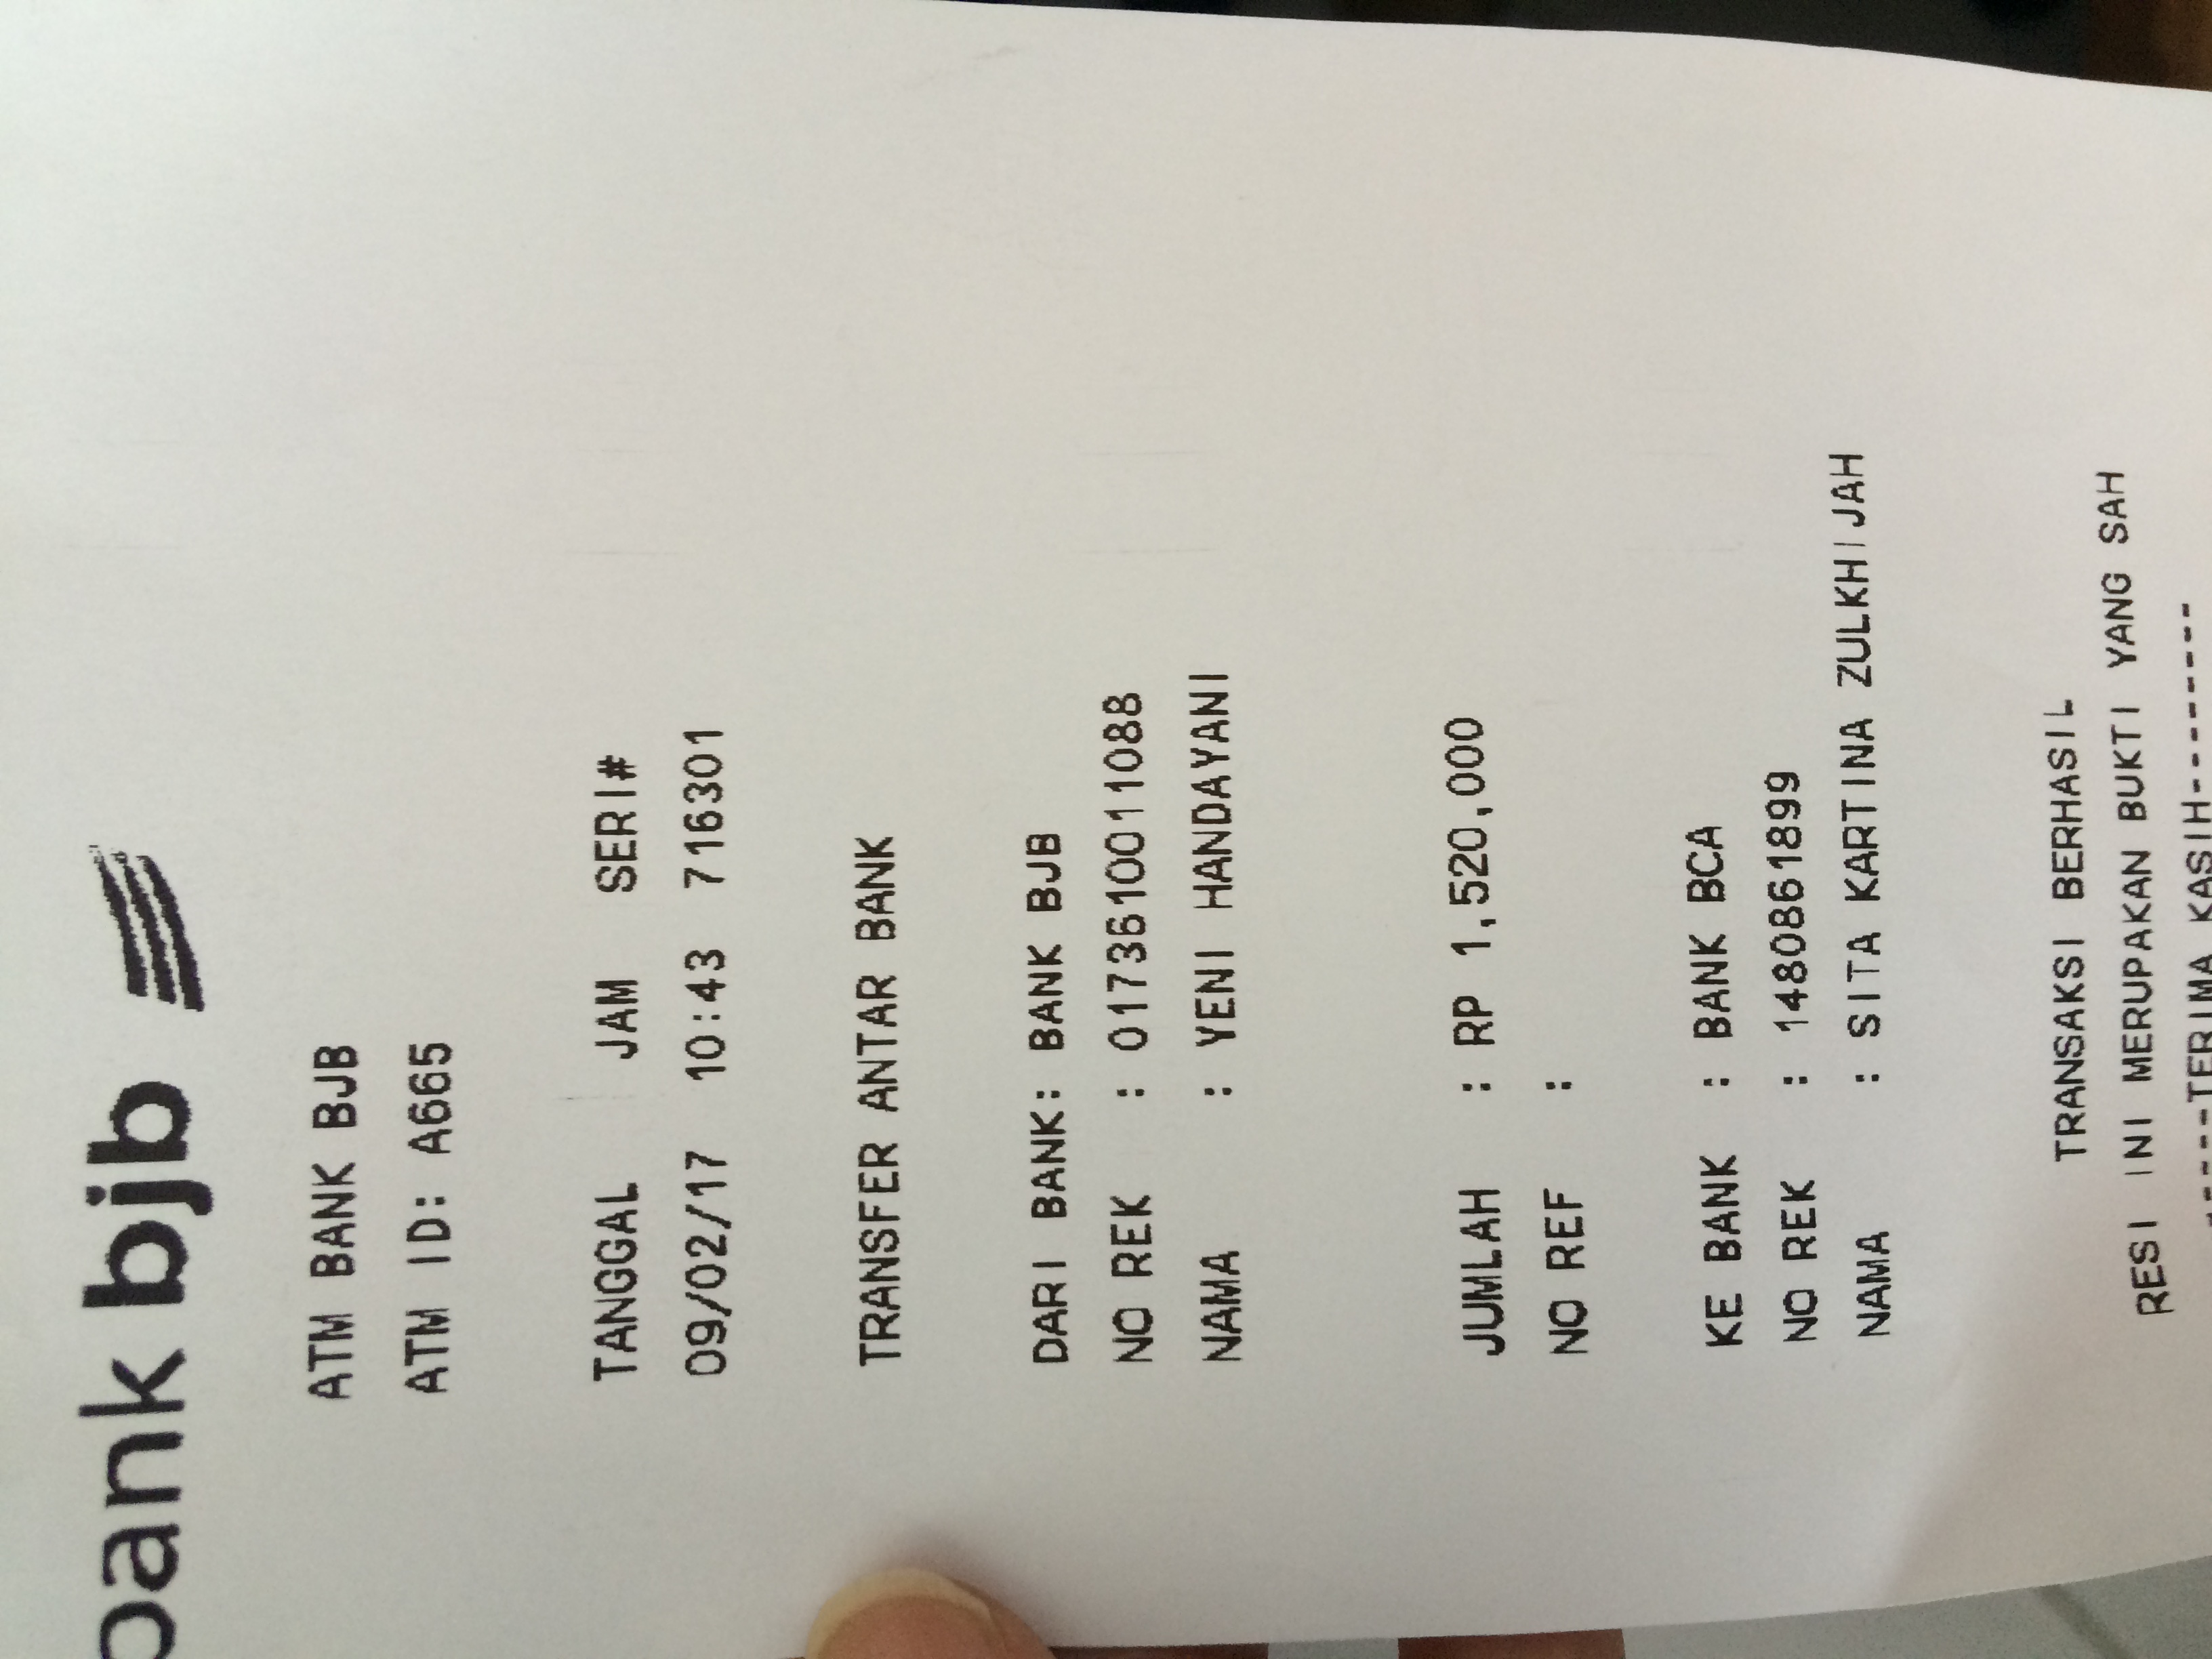 bank bjb
ATM BANK BJB
ATM ID: A665
TANGGAL JAM SERI#
09/02/17 10:43 716301
TRANSFER ANTAR BANK
DARI BANK: BANK BJB
NO REK : 0173610011088
NAMA : YENI HANDAYANI
JUMLAH : RP 1,520,000
NO REF :
KE BANK : BANK BCA
NO REK : 1480861899
NAMA : SITA KARTINA ZULKHIJAH
TRANSAKSI BERHASIL
RESI INI MERUPAKAN BUKTI YANG SAH
-----TERIMA KASIH--------